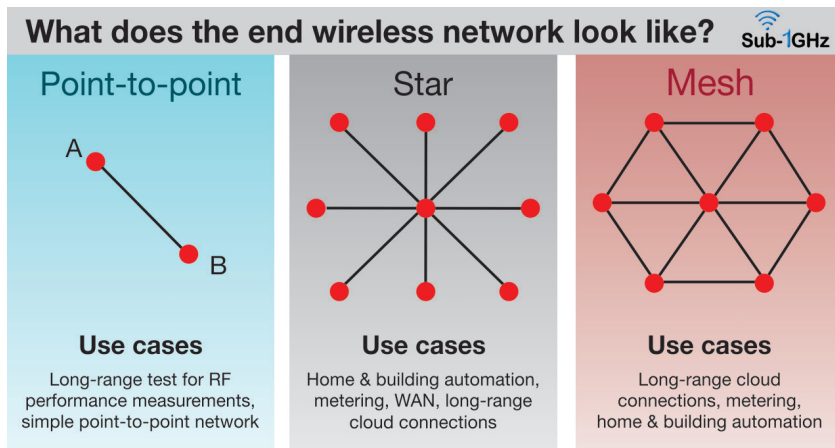 What does the end wireless network look like?
Sub-1GHz
Point-to-point
A
B
Use cases
Long-range test for RF
performance measurements,
simple point-to-point network
Star
Use cases
Home & building automation,
metering, WAN, long-range
cloud connections
Mesh
Use cases
Long-range cloud
connections, metering,
home & building automation